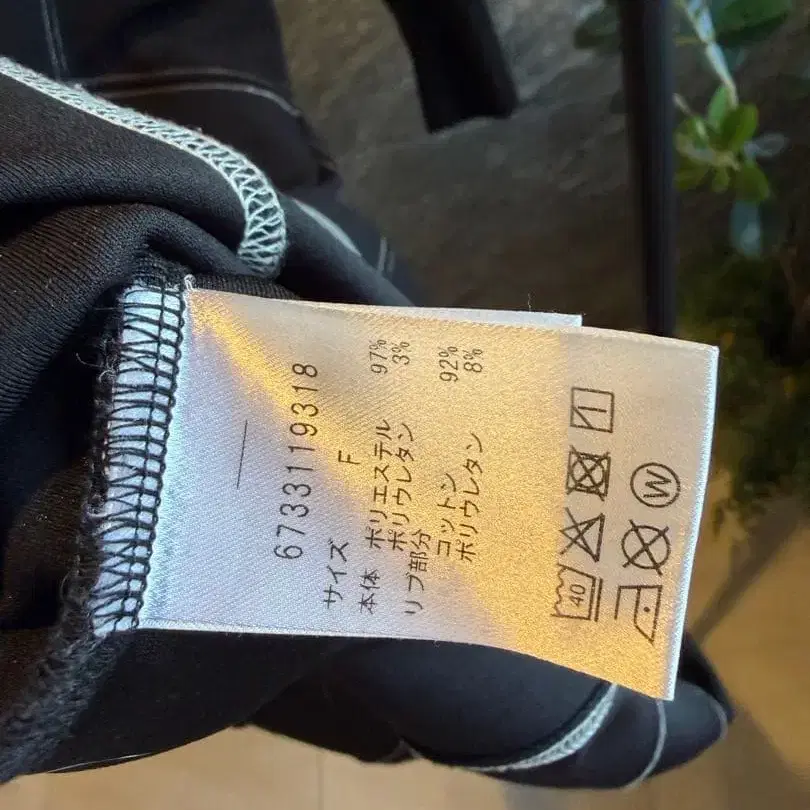 6733119318
サイズ F
本体 ポリエステル 97%
ポリウレタン 3%
リブ部分
コットン 92%
ポリウレタン 8%
40
W